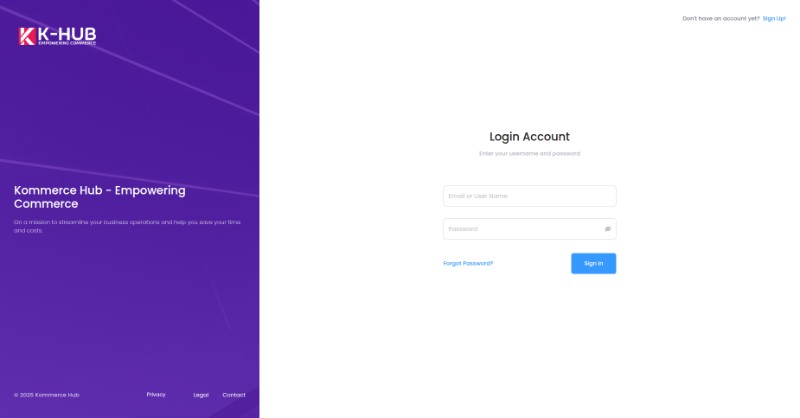 K-HUB
EMPOWERING COMMERCE
Don't have an account yet? Sign Up!
Login Account
Enter your username and password
Email or User Name
Password
Forgot Password?
Sign In
Kommerce Hub - Empowering
Commerce
On a mission to streamline your business operations and help you save your time
and costs.
© 2025 Kommerce Hub
Privacy
Legal
Contact